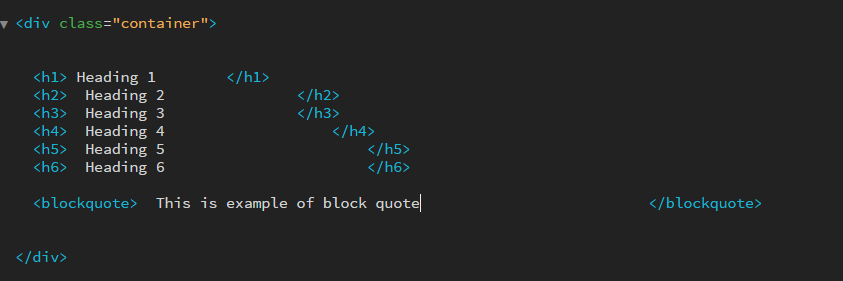 <div class="container">
<h1> Heading 1 </h1>
<h2> Heading 2 </h2>
<h3> Heading 3 </h3>
<h4> Heading 4 </h4>
<h5> Heading 5 </h5>
<h6> Heading 6 </h6>
<blockquote> This is example of block quote </blockquote>
</div>